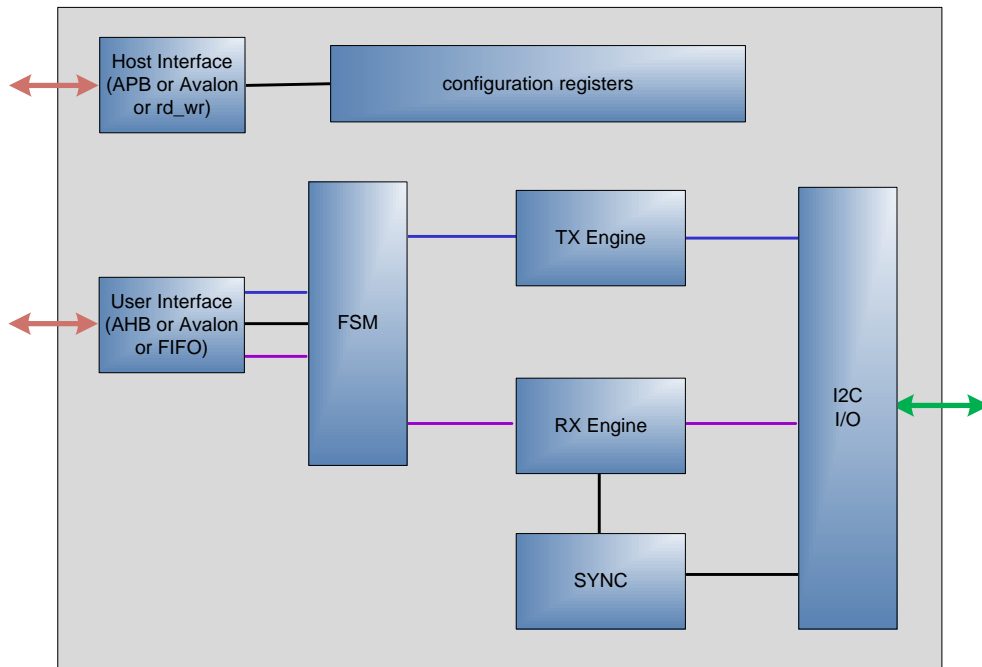 Host Interface
(APB or Avalon
or rd_wr)
configuration registers
TX Engine
User Interface
(AHB or Avalon
or FIFO)
FSM
RX Engine
I2C
I/O
SYNC